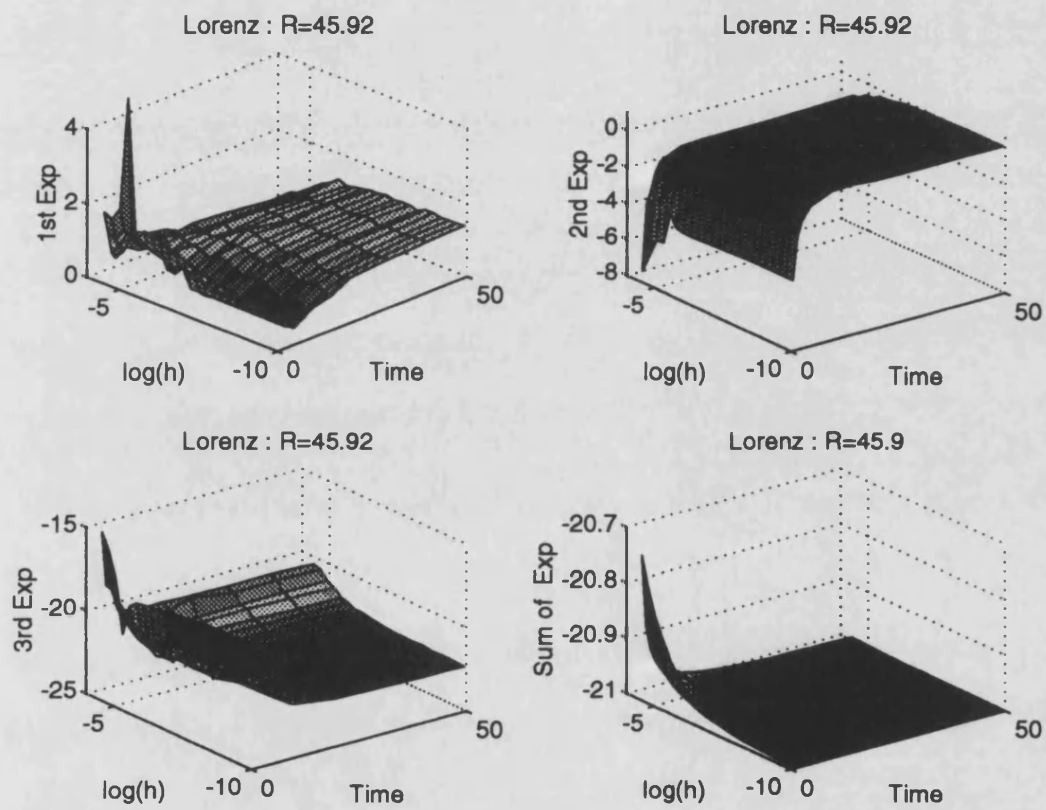 Lorenz : R=45.92
4
2
0
1st Exp
-5
-10
log(h)
0
Time
50
Lorenz : R=45.92
0
-2
-4
-6
-8
2nd Exp
-5
-10
log(h)
0
Time
50
Lorenz : R=45.92
-15
-20
-25
3rd Exp
-5
-10
log(h)
0
Time
50
Lorenz : R=45.9
-20.7
-20.8
-20.9
-21
Sum of Exp
-5
-10
log(h)
0
Time
50